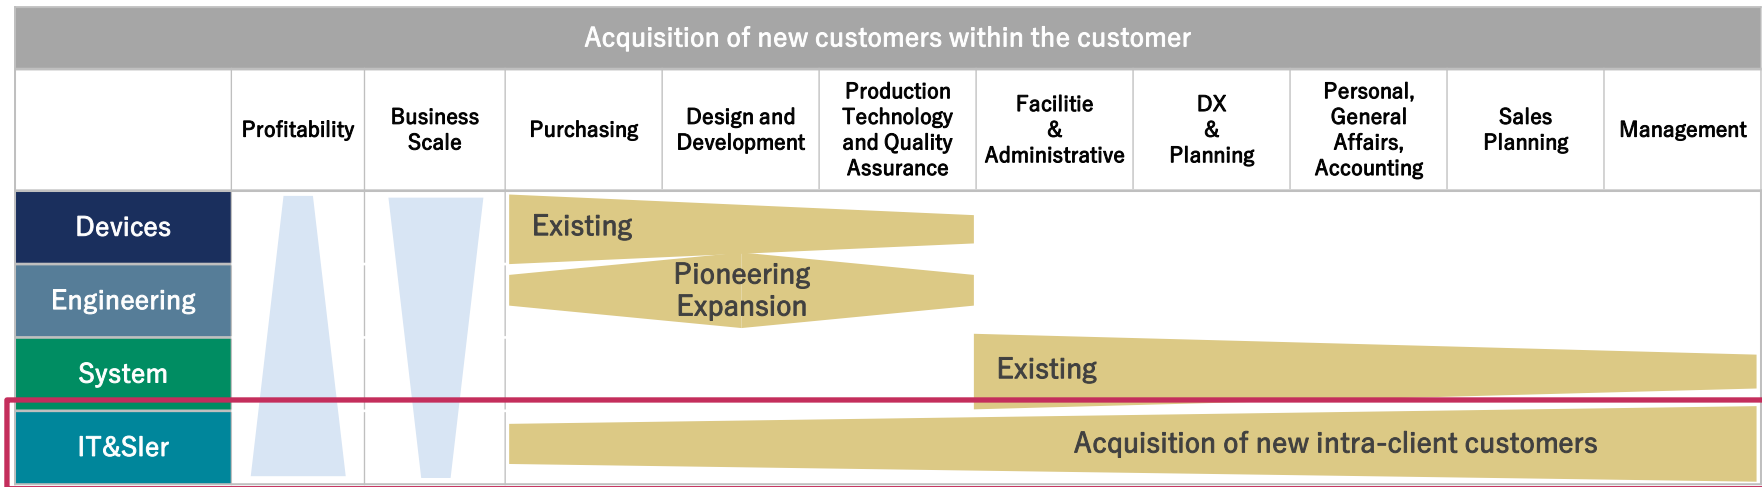 Acquisition of new customers within the customer
Profitability
Business
Scale
Purchasing
Design and
Development
Production
Technology
and Quality
Assurance
Facilitie
&
Administrative
DX
&
Planning
Personal,
General
Affairs,
Accounting
Sales
Planning
Management
Devices
Existing
Engineering
Pioneering
Expansion
System
Existing
IT&SIer
Acquisition of new intra-client customers